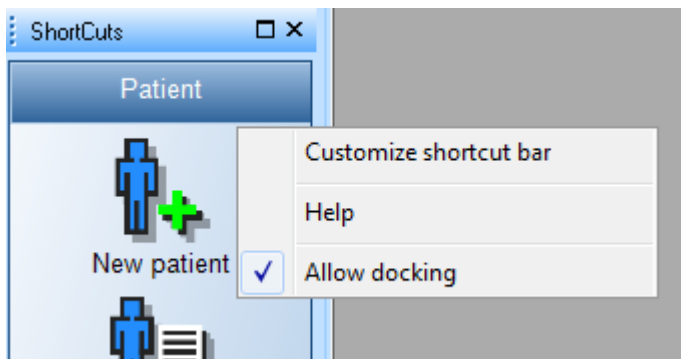 ShortCuts
Patient
New patient
Customize shortcut bar
Help
Allow docking